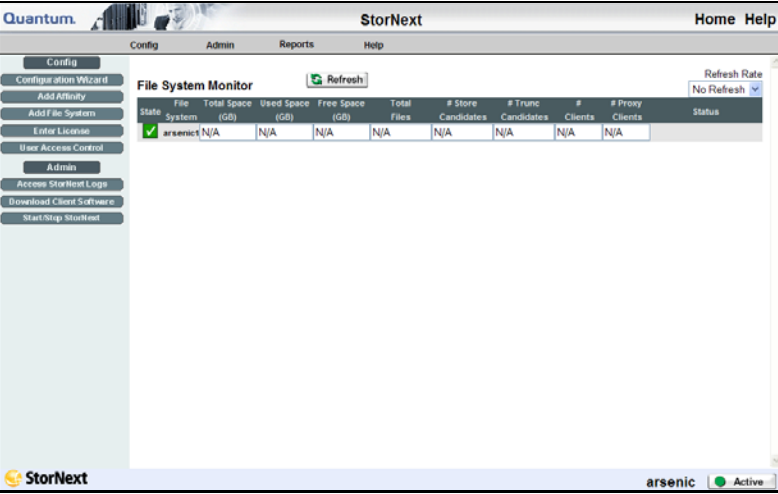 Quantum.
StorNext
Home Help
Config Admin Reports Help
Config
Configuration Wizard
Add Affinity
Add File System
Enter License
User Access Control
Admin
Access StorNext Logs
Download Client Software
Start/Stop StorNext
File System Monitor
Refresh
Refresh Rate
No Refresh
State File System Total Space (GB) Used Space (GB) Free Space (GB) Total Files # Store Candidates # Trunc Candidates # Clients # Proxy Clients Status
arsenic1 N/A N/A N/A N/A N/A N/A N/A N/A
StorNext
arsenic
Active